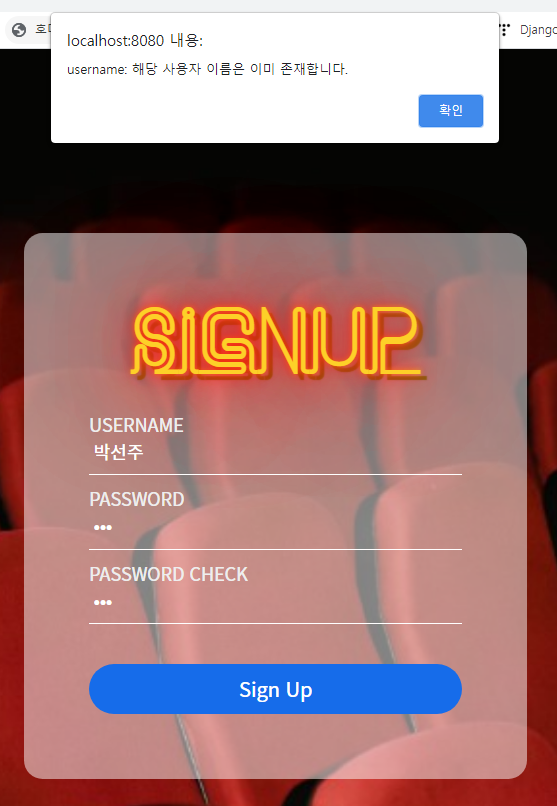 localhost:8080 내용:
username: 해당 사용자 이름은 이미 존재합니다.
확인
SIGNUP
USERNAME
박선주
PASSWORD
•••
PASSWORD CHECK
•••
Sign Up